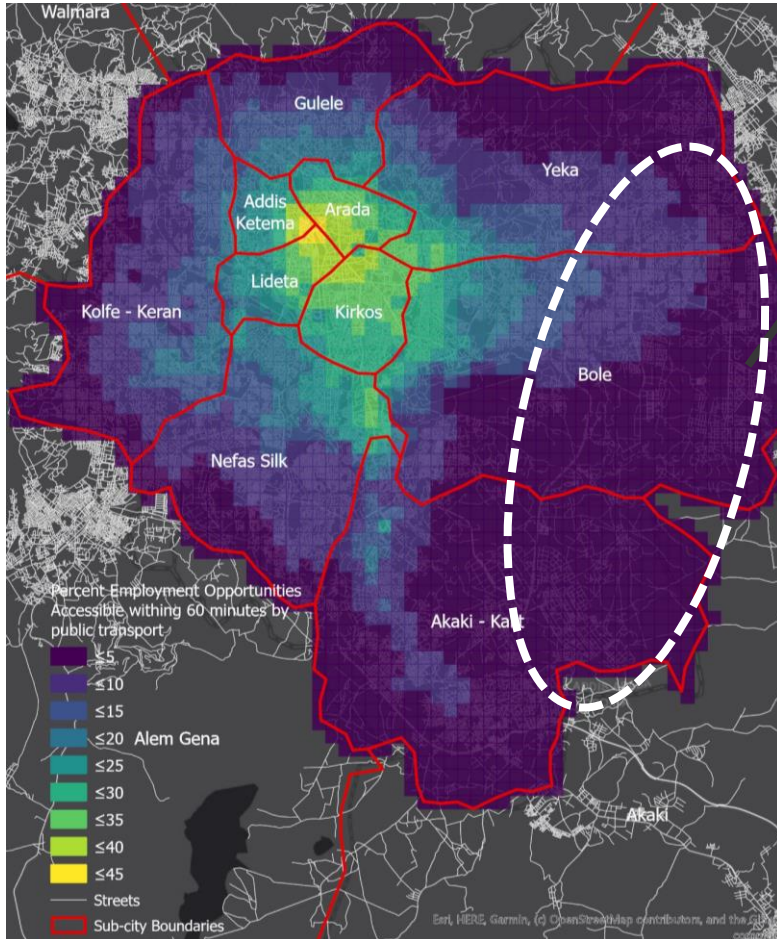 Walmara
Gulele
Yeka
Addis
Ketema
Arada
Lideta
Kolfe - Keran
Kirkos
Bole
Nefas Silk
Percent Employment Opportunities
Accessible withing 60 minutes by
public transport
Akaki - Kalit
≤5
≤10
≤15
≤20
Alem Gena
≤25
≤30
≤35
≤40
≤45
Akaki
Streets
Sub-city Boundaries
Esri, HERE, Garmin, (c) OpenStreetMap contributors, and the